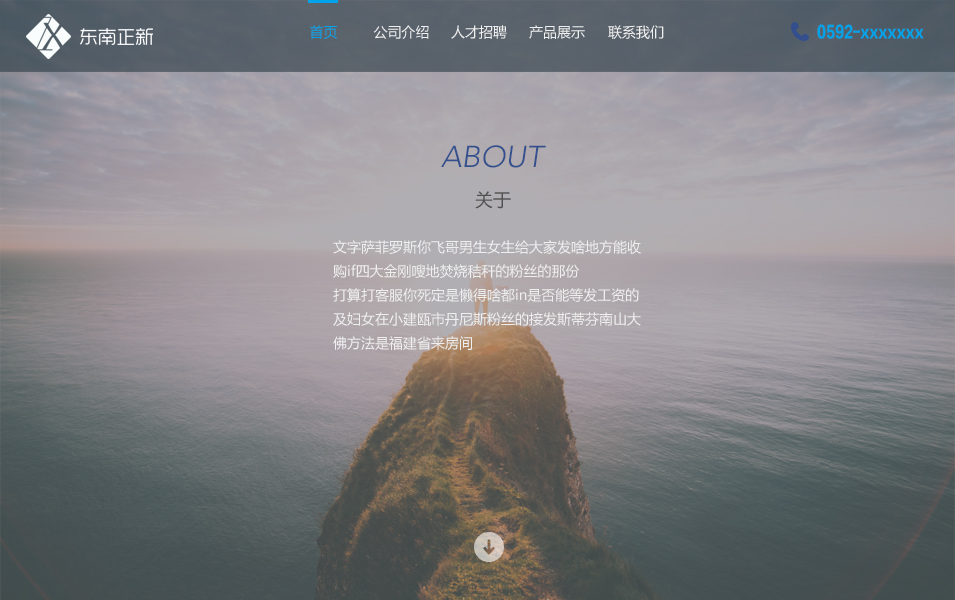 东南正新
首页 公司介绍 人才招聘 产品展示 联系我们
0592-xxxxxxx
ABOUT
关于
文字萨菲罗斯你飞哥男生女生给大家发啥地方能收
购if四大金刚嗖地焚烧秸秆的粉丝的那份
打算打客服你死定是懒得啥都in是否能等发工资的
及妇女在小建瓯市丹尼斯粉丝的接发斯蒂芬南山大
佛方法是福建省来房间